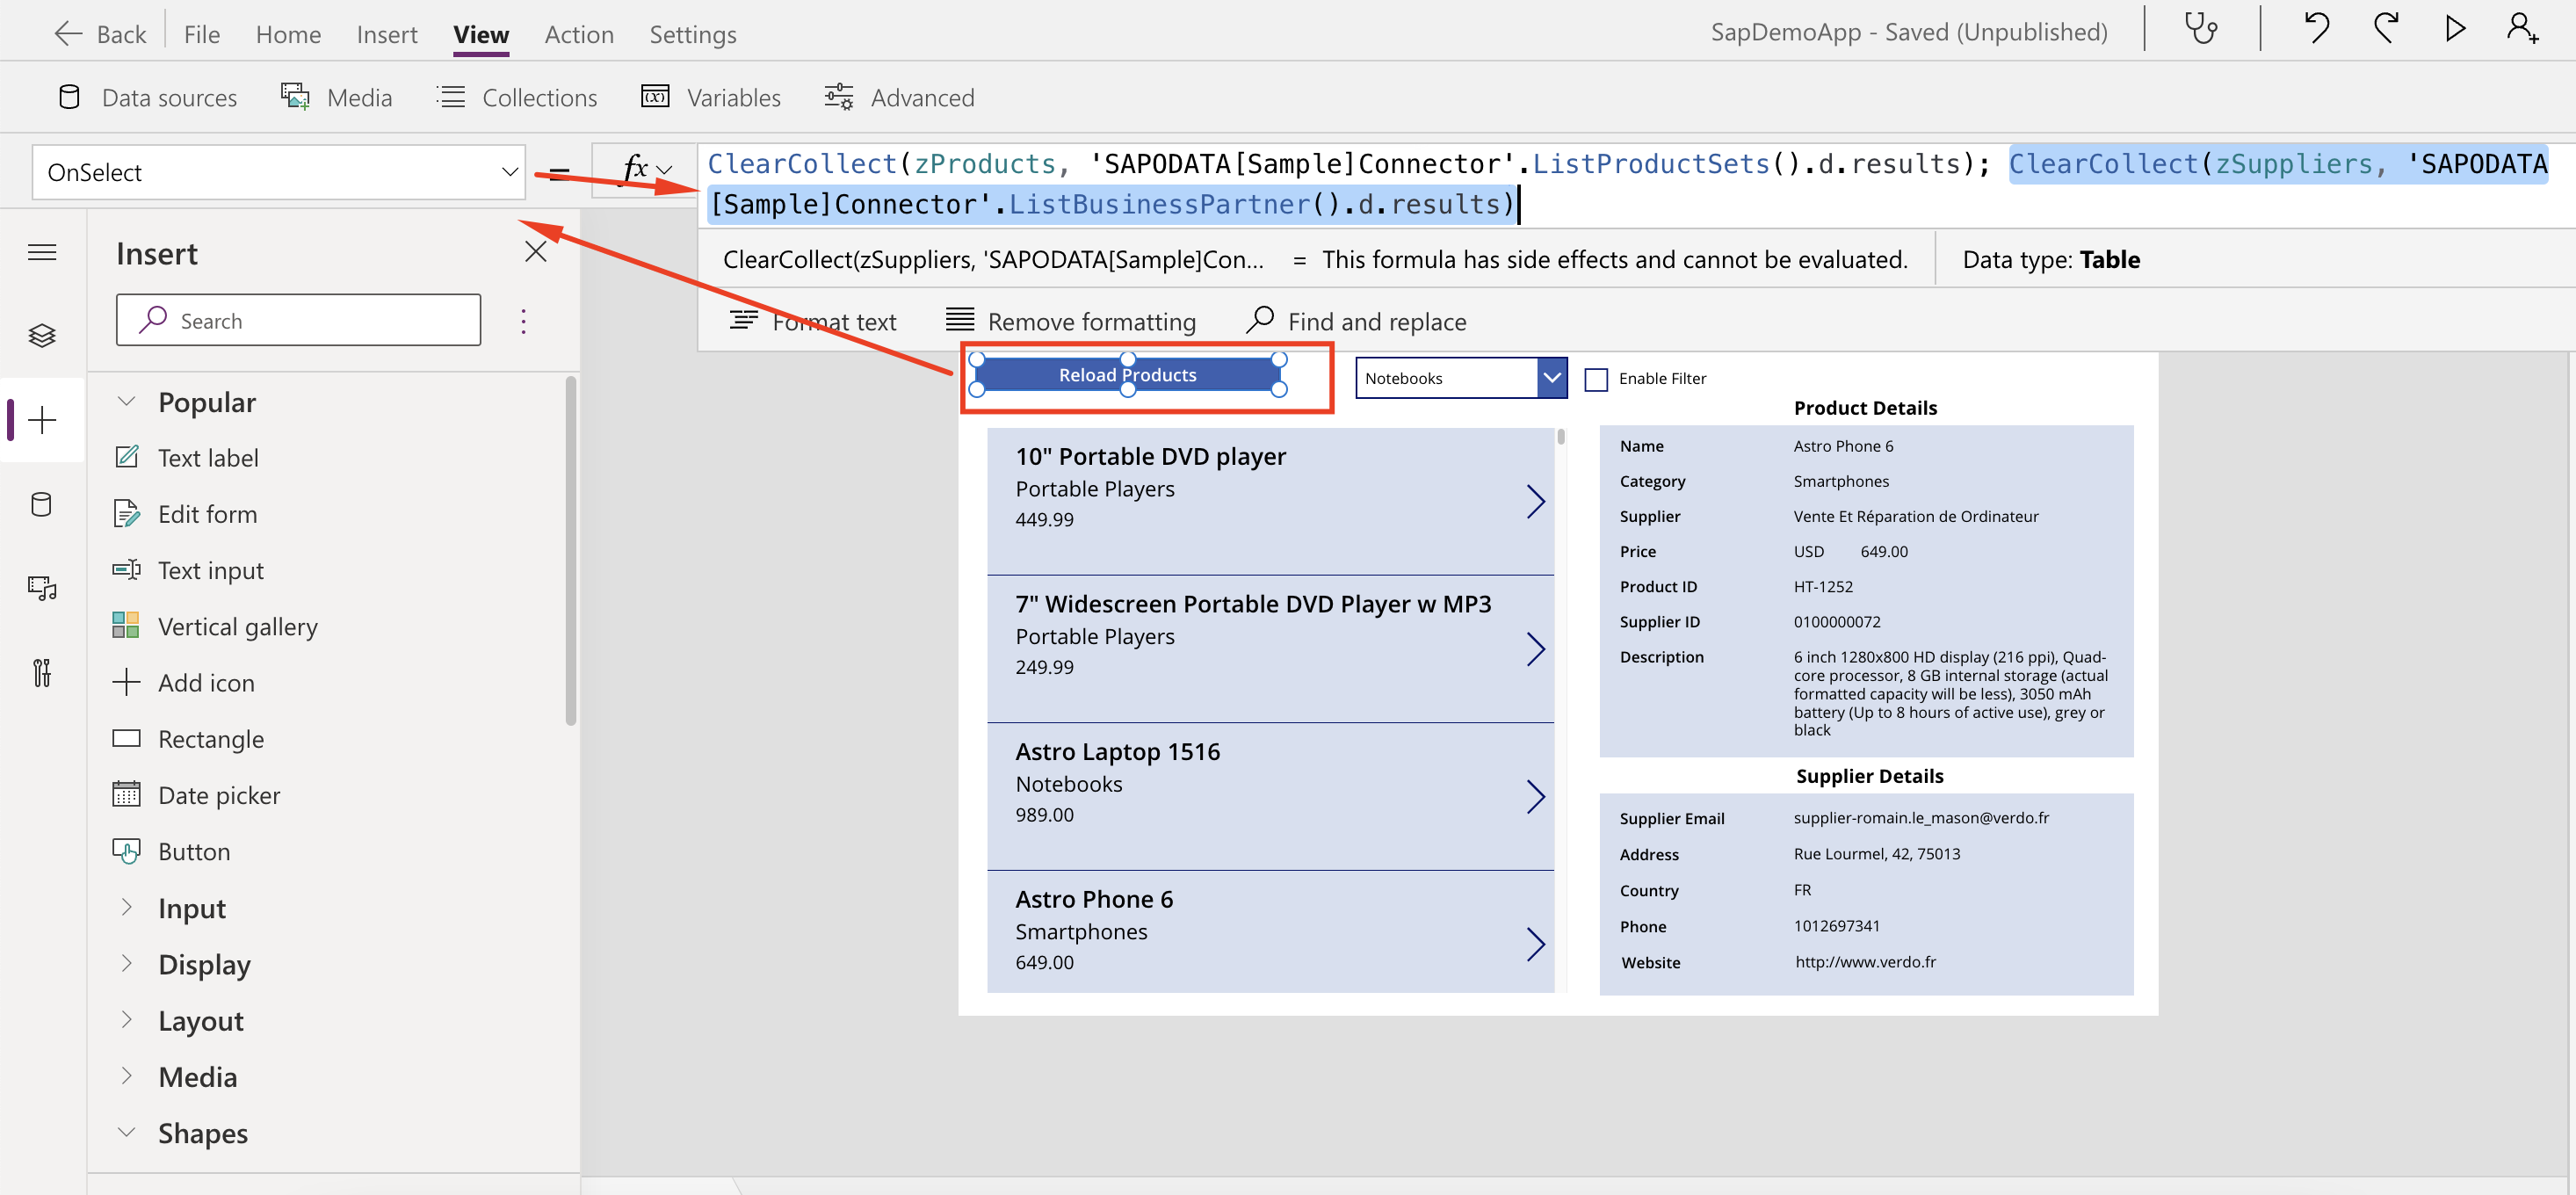 Back File Home Insert View Action Settings SapDemoApp - Saved (Unpublished)
Data sources Media Collections Variables Advanced
OnSelect = fx ClearCollect(zProducts, 'SAPODATA[Sample]Connector'.ListProductSets().d.results); ClearCollect(zSuppliers, 'SAPODATA
[Sample]Connector'.ListBusinessPartner().d.results)
ClearCollect(zSuppliers, 'SAPODATA[Sample]Con... = This formula has side effects and cannot be evaluated. Data type: Table
Format text Remove formatting Find and replace
Insert
Search
Popular
Text label
Edit form
Text input
Vertical gallery
Add icon
Rectangle
Date picker
Button
Input
Display
Layout
Media
Shapes
Reload Products Notebooks Enable Filter
10" Portable DVD player
Portable Players
449.99
7" Widescreen Portable DVD Player w MP3
Portable Players
249.99
Astro Laptop 1516
Notebooks
989.00
Astro Phone 6
Smartphones
649.00
Product Details
Name Astro Phone 6
Category Smartphones
Supplier Vente Et Réparation de Ordinateur
Price USD 649.00
Product ID HT-1252
Supplier ID 0100000072
Description 6 inch 1280x800 HD display (216 ppi), Quad-
core processor, 8 GB internal storage (actual
formatted capacity will be less), 3050 mAh
battery (Up to 8 hours of active use), grey or
black
Supplier Details
Supplier Email supplier-romain.le_mason@verdo.fr
Address Rue Lourmel, 42, 75013
Country FR
Phone 1012697341
Website http://www.verdo.fr